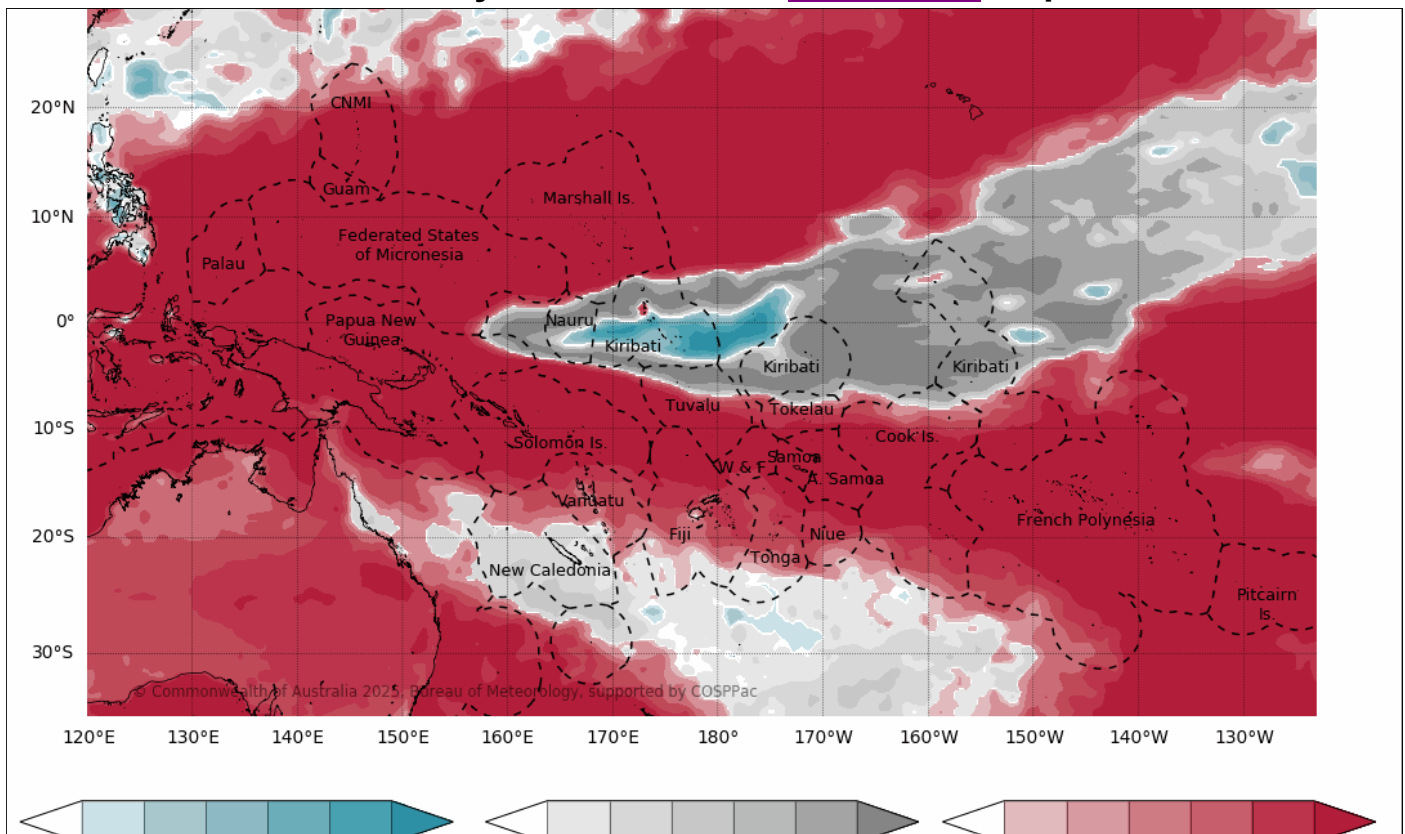 20°N
10°N
0°
10°S
20°S
30°S
CNMI
Guam
Marshall Is.
Federated States
of Micronesia
Palau
Nauru
Papua New
Guinea
Kiribati
Kiribati
Kiribati
Tuvalu
Tokelau
Solomon Is.
Cook Is.
Samoa
W & F
A. Samoa
Vanuatu
French Polynesia
Fiji
Niue
Tonga
New Caledonia
Pitcairn
Is.
© Commonwealth of Australia 2025, Bureau of Meteorology, supported by COSPPac
120°E 130°E 140°E 150°E 160°E 170°E 180° 170°W 160°W 150°W 140°W 130°W